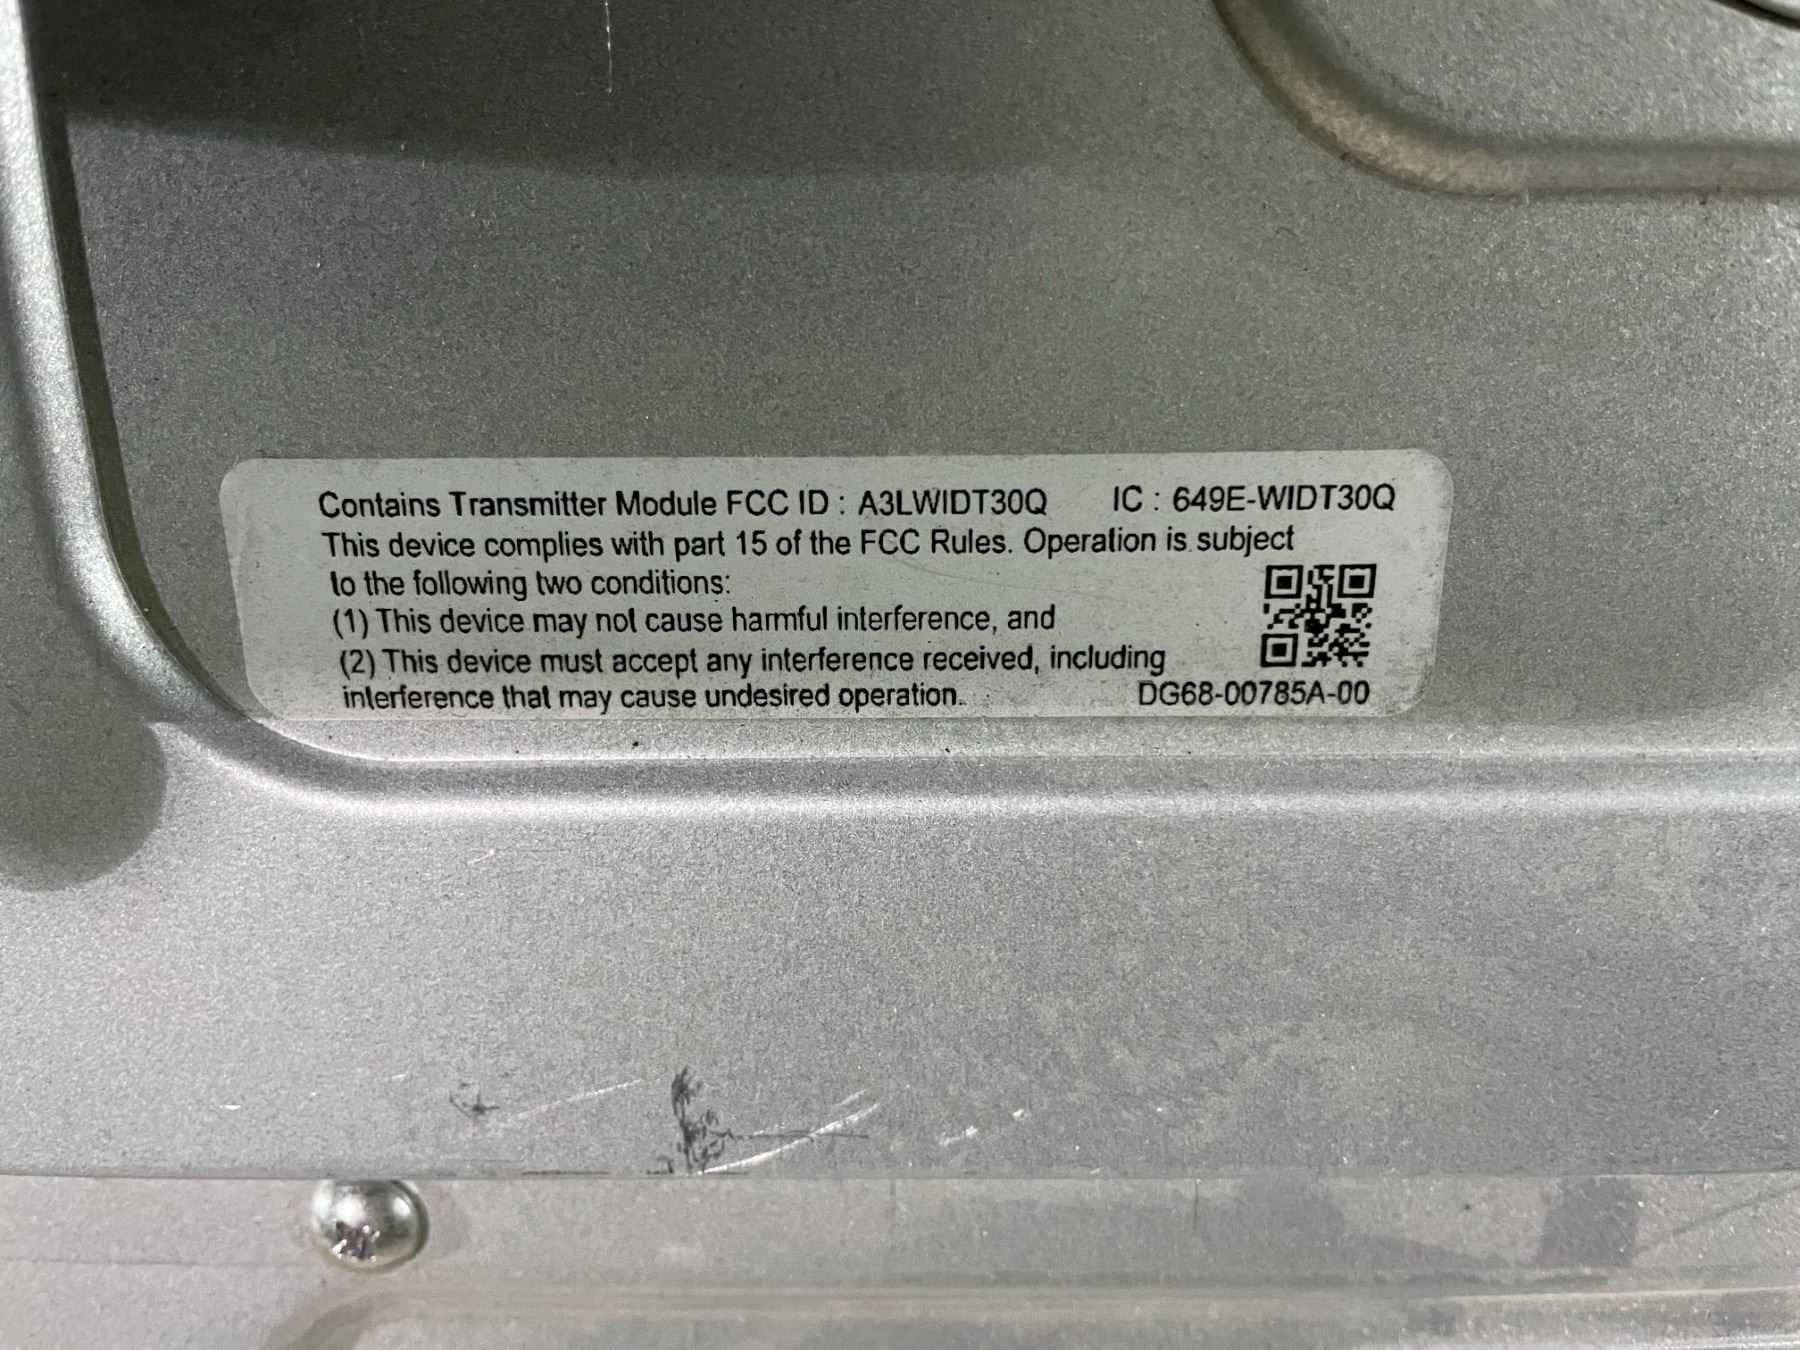 Contains Transmitter Module FCC ID : A3LWIDT30Q IC : 649E-WIDT30Q
This device complies with part 15 of the FCC Rules. Operation is subject
to the following two conditions:
(1) This device may not cause harmful interference, and
(2) This device must accept any interference received, including
interference that may cause undesired operation.
DG68-00785A-00